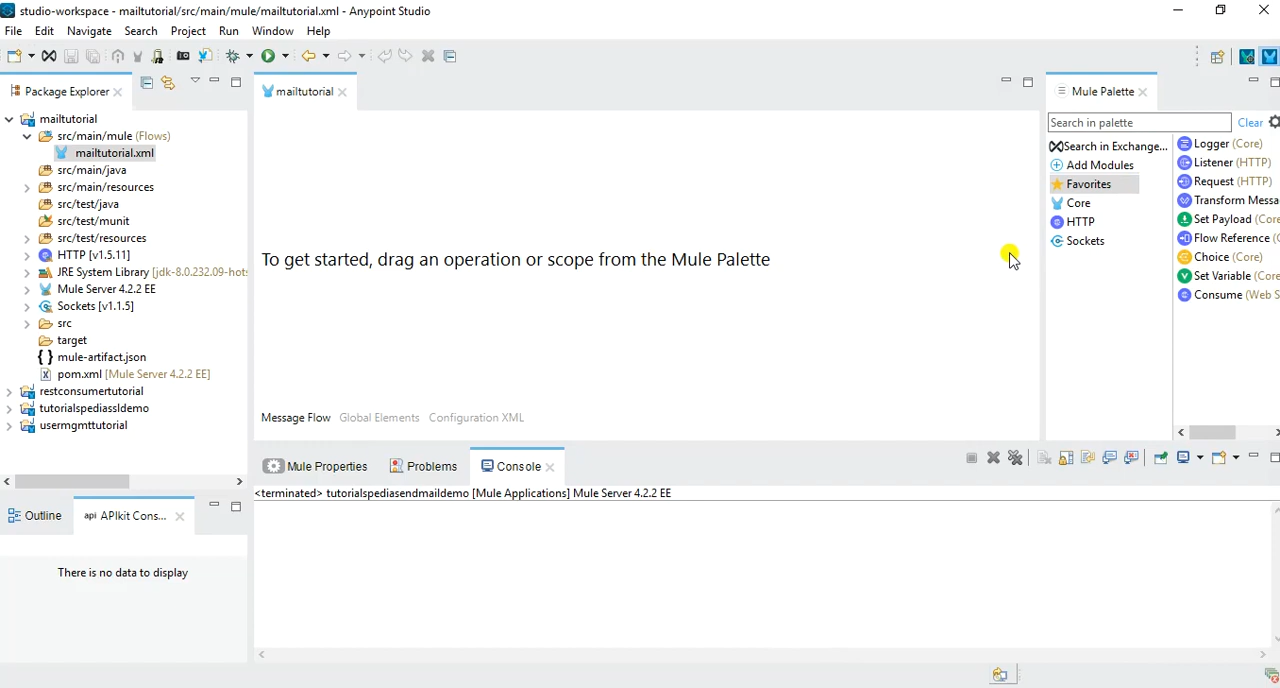 studio-workspace - mailtutorial/src/main/mule/mailtutorial.xml - Anypoint Studio
File Edit Navigate Search Project Run Window Help
Package Explorer
mailtutorial
src/main/mule (Flows)
mailtutorial.xml
src/main/java
src/main/resources
src/test/java
src/test/munit
src/test/resources
HTTP [v1.5.11]
JRE System Library [jdk-8.0.232.09-hots
Mule Server 4.2.2 EE
Sockets [v1.1.5]
src
target
mule-artifact.json
pom.xml [Mule Server 4.2.2 EE]
restconsumertutorial
tutorialspediassldemo
usermgmttutorial
Outline
api APIkit Cons...
There is no data to display
mailtutorial
To get started, drag an operation or scope from the Mule Palette
Message Flow Global Elements Configuration XML
Mule Properties Problems Console
<terminated> tutorialspediasendmaildemo [Mule Applications] Mule Server 4.2.2 EE
Mule Palette
Search in palette Clear
Search in Exchange...
Add Modules
Favorites
Core
HTTP
Sockets
Logger (Core)
Listener (HTTP)
Request (HTTP)
Transform Messa
Set Payload (Core
Flow Reference (
Choice (Core)
Set Variable (Core
Consume (Web S